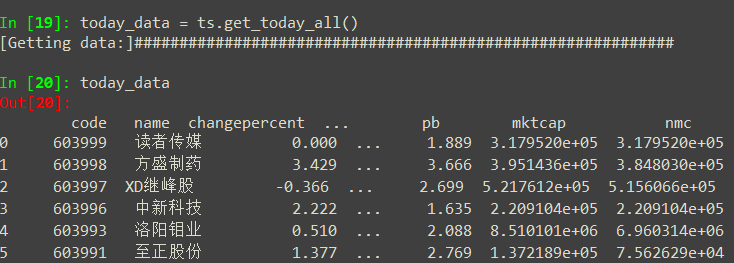 In [19]: today_data = ts.get_today_all()
[Getting data:]###########################################################
In [20]: today_data
Out[20]:
code name changepercent ... pb mktcap nmc
0 603999 读者传媒 0.000 ... 1.889 3.179520e+05 3.179520e+05
1 603998 方盛制药 3.429 ... 3.666 3.951436e+05 3.848030e+05
2 603997 XD继峰股 -0.366 ... 2.699 5.217612e+05 5.156066e+05
3 603996 中新科技 2.222 ... 1.635 2.209104e+05 2.209104e+05
4 603993 洛阳钼业 0.510 ... 2.088 8.510101e+06 6.960314e+06
5 603991 至正股份 1.377 ... 2.769 1.372189e+05 7.562629e+04